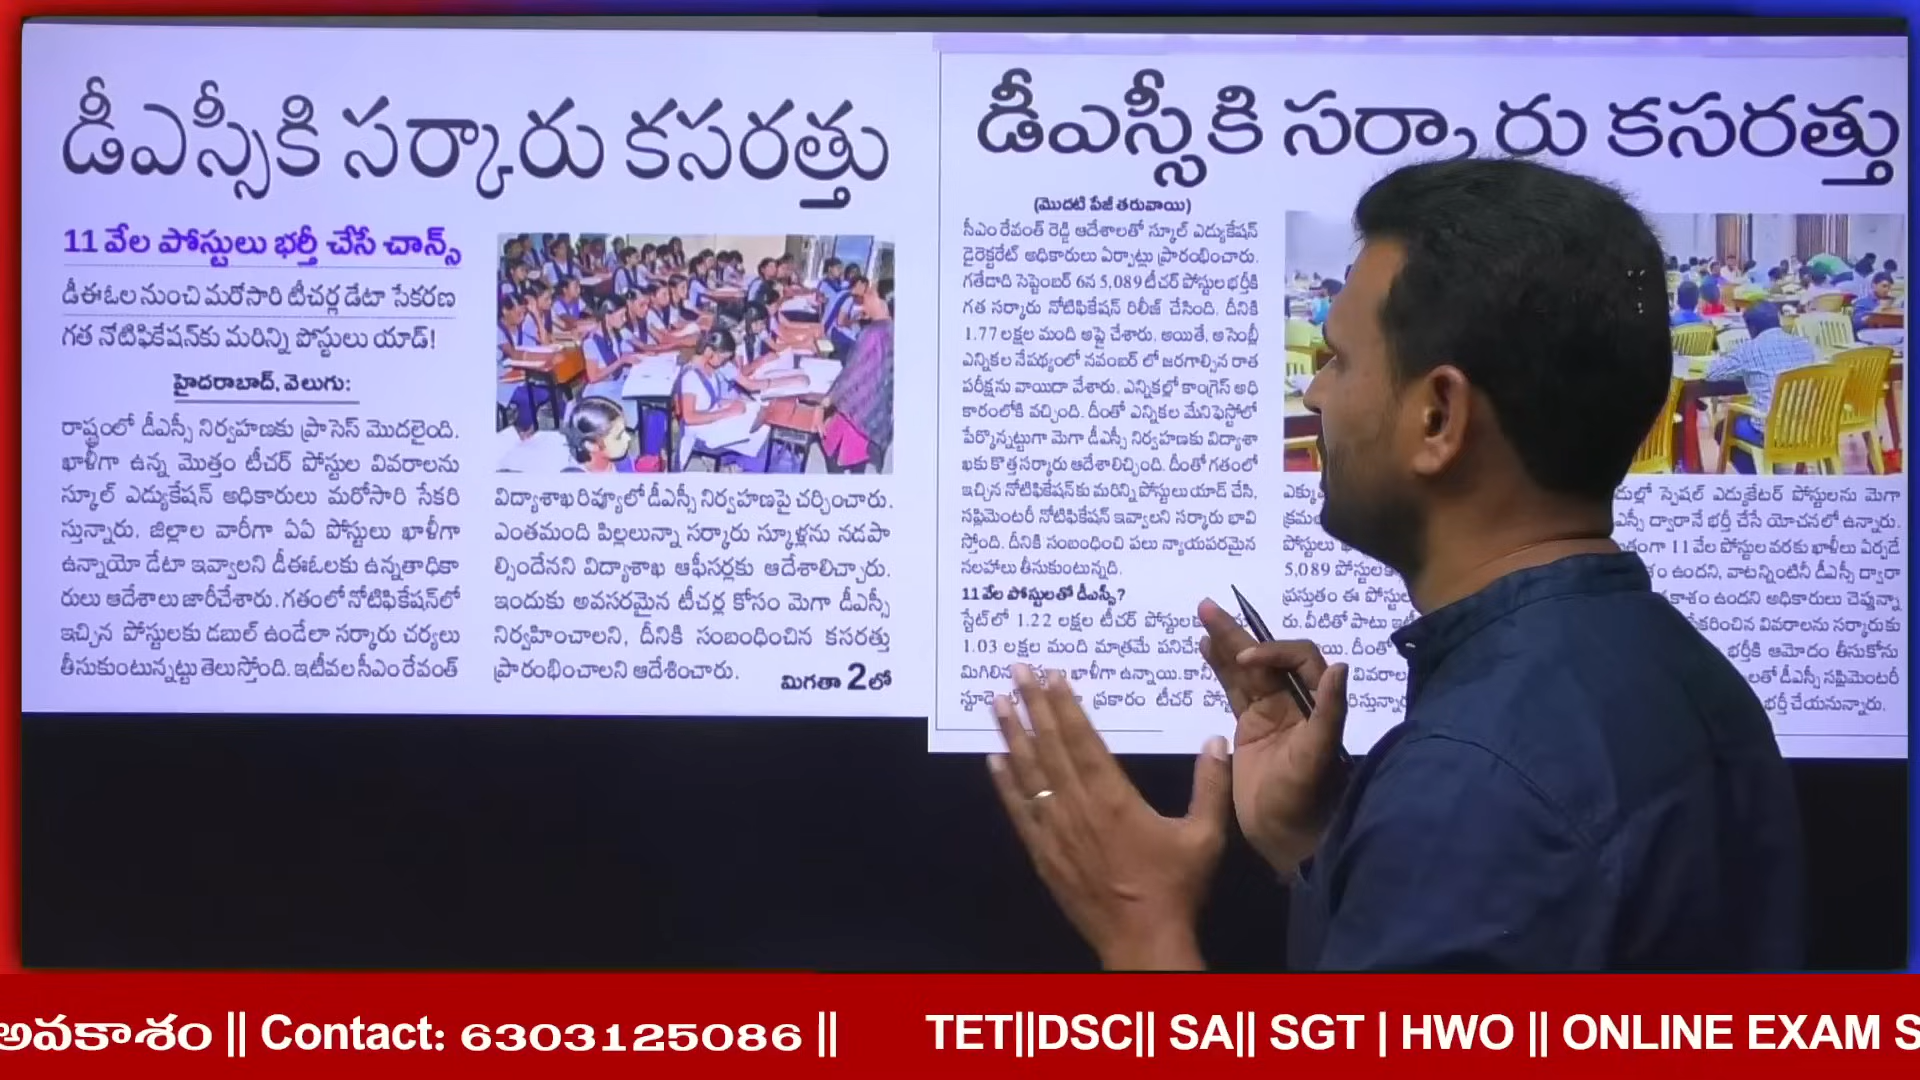 డీఎస్సీకి సర్కారు కసరత్తు
11 వేల పోస్టులు భర్తీ చేసే చాన్స్
డీఈఓల నుంచి మరోసారి టీచర్ల డేటా సేకరణ
గత నోటిఫికేషన్‌కు మరిన్ని పోస్టులు యాడ్!
హైదరాబాద్, వెలుగు:
రాష్ట్రంలో డీఎస్సీ నిర్వహణకు ప్రాసెస్ మొదలైంది.
ఖాళీగా ఉన్న మొత్తం టీచర్ పోస్టుల వివరాలను
స్కూల్ ఎడ్యుకేషన్ అధికారులు మరోసారి సేకరి
స్తున్నారు. జిల్లాల వారీగా ఏఏ పోస్టులు ఖాళీగా
ఉన్నాయో డేటా ఇవ్వాలని డీఈఓలకు ఉన్నతాధికా
రులు ఆదేశాలు జారీచేశారు. గతంలో నోటిఫికేషన్‌లో
ఇచ్చిన పోస్టులకు డబుల్ ఉండేలా సర్కారు చర్యలు
తీసుకుంటున్నట్టు తెలుస్తోంది. ఇటీవల సీఎం రేవంత్
విద్యాశాఖ రివ్యూలో డీఎస్సీ నిర్వహణపై చర్చించారు.
ఎంతమంది పిల్లలున్నా సర్కారు స్కూళ్లను నడపా
ల్సిందేనని విద్యాశాఖ ఆఫీసర్లకు ఆదేశాలిచ్చారు.
ఇందుకు అవసరమైన టీచర్ల కోసం మెగా డీఎస్సీ
నిర్వహించాలని, దీనికి సంబంధించిన కసరత్తు
ప్రారంభించాలని ఆదేశించారు.
మిగతా 2లో
డీఎస్సీకి సర్కారు కసరత్తు
(మొదటి పేజీ తరువాయి)
సీఎం రేవంత్ రెడ్డి ఆదేశాలతో స్కూల్ ఎడ్యుకేషన్
డైరెక్టరేట్ అధికారులు ఏర్పాట్లు ప్రారంభించారు.
గతేడాది సెప్టెంబర్ 6న 5,089 టీచర్ పోస్టుల భర్తీకి
గత సర్కారు నోటిఫికేషన్ రిలీజ్ చేసింది. దీనికి
1.77 లక్షల మంది అప్లై చేశారు. అయితే, అసెంబ్లీ
ఎన్నికల నేపథ్యంలో నవంబర్ లో జరగాల్సిన రాత
పరీక్షను వాయిదా వేశారు. ఎన్నికల్లో కాంగ్రెస్ అధి
కారంలోకి వచ్చింది. దీంతో ఎన్నికల మేనిఫెస్టోలో
పేర్కొన్నట్టుగా మెగా డీఎస్సీ నిర్వహణకు విద్యాశా
ఖకు కొత్త సర్కారు ఆదేశాలిచ్చింది. దీంతో గతంలో
ఇచ్చిన నోటిఫికేషన్‌కు మరిన్ని పోస్టులు యాడ్ చేసి,
సప్లిమెంటరీ నోటిఫికేషన్ ఇవ్వాలని సర్కారు భావి
స్తోంది. దీనికి సంబంధించి పలు న్యాయపరమైన
సలహాలు తీసుకుంటున్నది.
11 వేల పోస్టులతో డీఎస్సీ?
స్టేట్ లో 1.22 లక్షల టీచర్
1.03 లక్షల మంది మాత్రమే
ఖాళీగా ఉన్నాయి. కానీ,
ప్రకారం టీచర్
పోస్టులు
5,089
ప్రస్తుతం ఈ
రు. వీటితో పాటు
దీంతో
వివరాల
స్పెషల్ ఎడ్యుకేటర్ పోస్టులను మెగా
ద్వారానే భర్తీ చేసే యోచనలో ఉన్నారు.
11 వేల పోస్టుల వరకు ఖాళీలు ఏర్పడే
ఉందని, వాటన్నింటినీ డీఎస్సీ ద్వారా
ఉందని అధికారులు చెప్తున్నా
వివరాలను సర్కారుకు
భర్తీకి ఆమోదం తీసుకోను
డీఎస్సీ సప్లిమెంటరీ
భర్తీ చేయనున్నారు.
అవకాశం || Contact: 6303125086 || TET||DSC|| SA|| SGT | HWO || ONLINE EXAM S